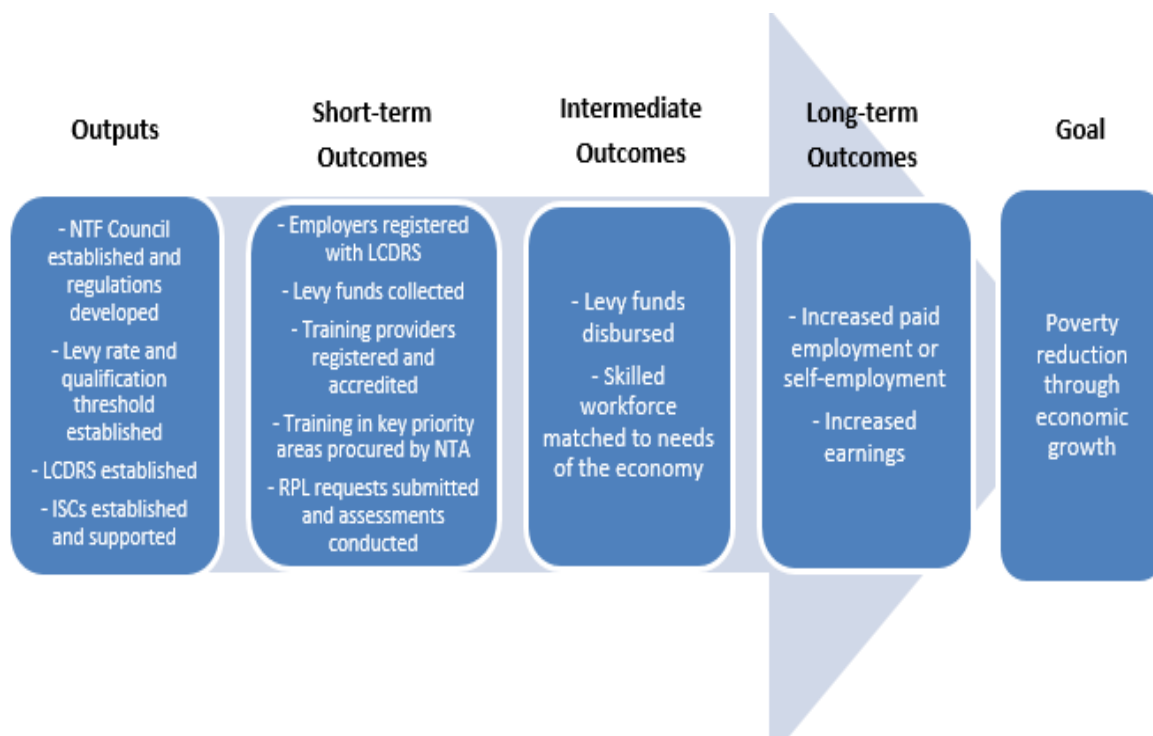 Outputs
- NTF Council
established and
regulations
developed
- Levy rate and
qualification
threshold
established
- LCDRS established
- ISCs established
and supported
Short-term
Outcomes
- Employers registered
with LCDRS
- Levy funds collected
- Training providers
registered and
accredited
- Training in key priority
areas procured by NTA
- RPL requests submitted
and assessments
conducted
Intermediate
Outcomes
- Levy funds
disbursed
- Skilled
workforce
matched to needs
of the economy
Long-term
Outcomes
- Increased paid
employment or
self-employment
- Increased
earnings
Goal
Poverty
reduction
through
economic
growth